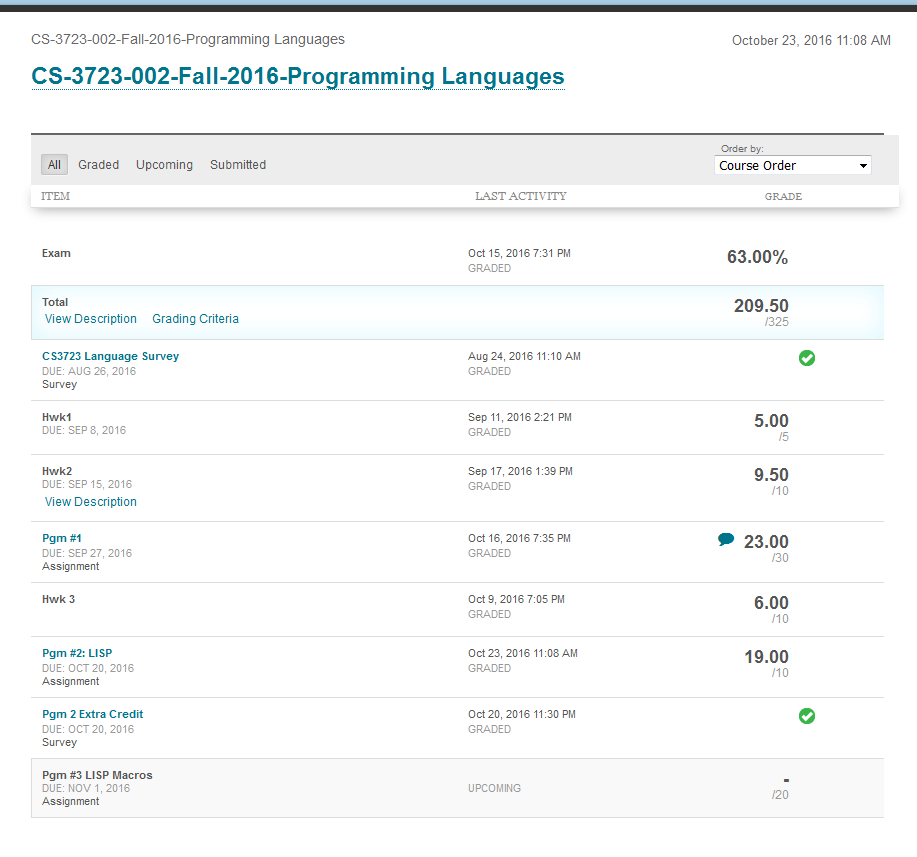 CS-3723-002-Fall-2016-Programming Languages
October 23, 2016 11:08 AM
CS-3723-002-Fall-2016-Programming Languages
All Graded Upcoming Submitted
Order by:
Course Order
ITEM LAST ACTIVITY GRADE
Exam Oct 15, 2016 7:31 PM 63.00%
GRADED
Total 209.50
View Description Grading Criteria /325
CS3723 Language Survey Aug 24, 2016 11:10 AM
DUE: AUG 26, 2016 GRADED
Survey
Hwk1 Sep 11, 2016 2:21 PM 5.00
DUE: SEP 8, 2016 GRADED /5
Hwk2 Sep 17, 2016 1:39 PM 9.50
DUE: SEP 15, 2016 GRADED /10
View Description
Pgm #1 Oct 16, 2016 7:35 PM 23.00
DUE: SEP 27, 2016 GRADED /30
Assignment
Hwk 3 Oct 9, 2016 7:05 PM 6.00
GRADED /10
Pgm #2: LISP Oct 23, 2016 11:08 AM 19.00
DUE: OCT 20, 2016 GRADED /10
Assignment
Pgm 2 Extra Credit Oct 20, 2016 11:30 PM
DUE: OCT 20, 2016 GRADED
Survey
Pgm #3 LISP Macros -
DUE: NOV 1, 2016 UPCOMING /20
Assignment